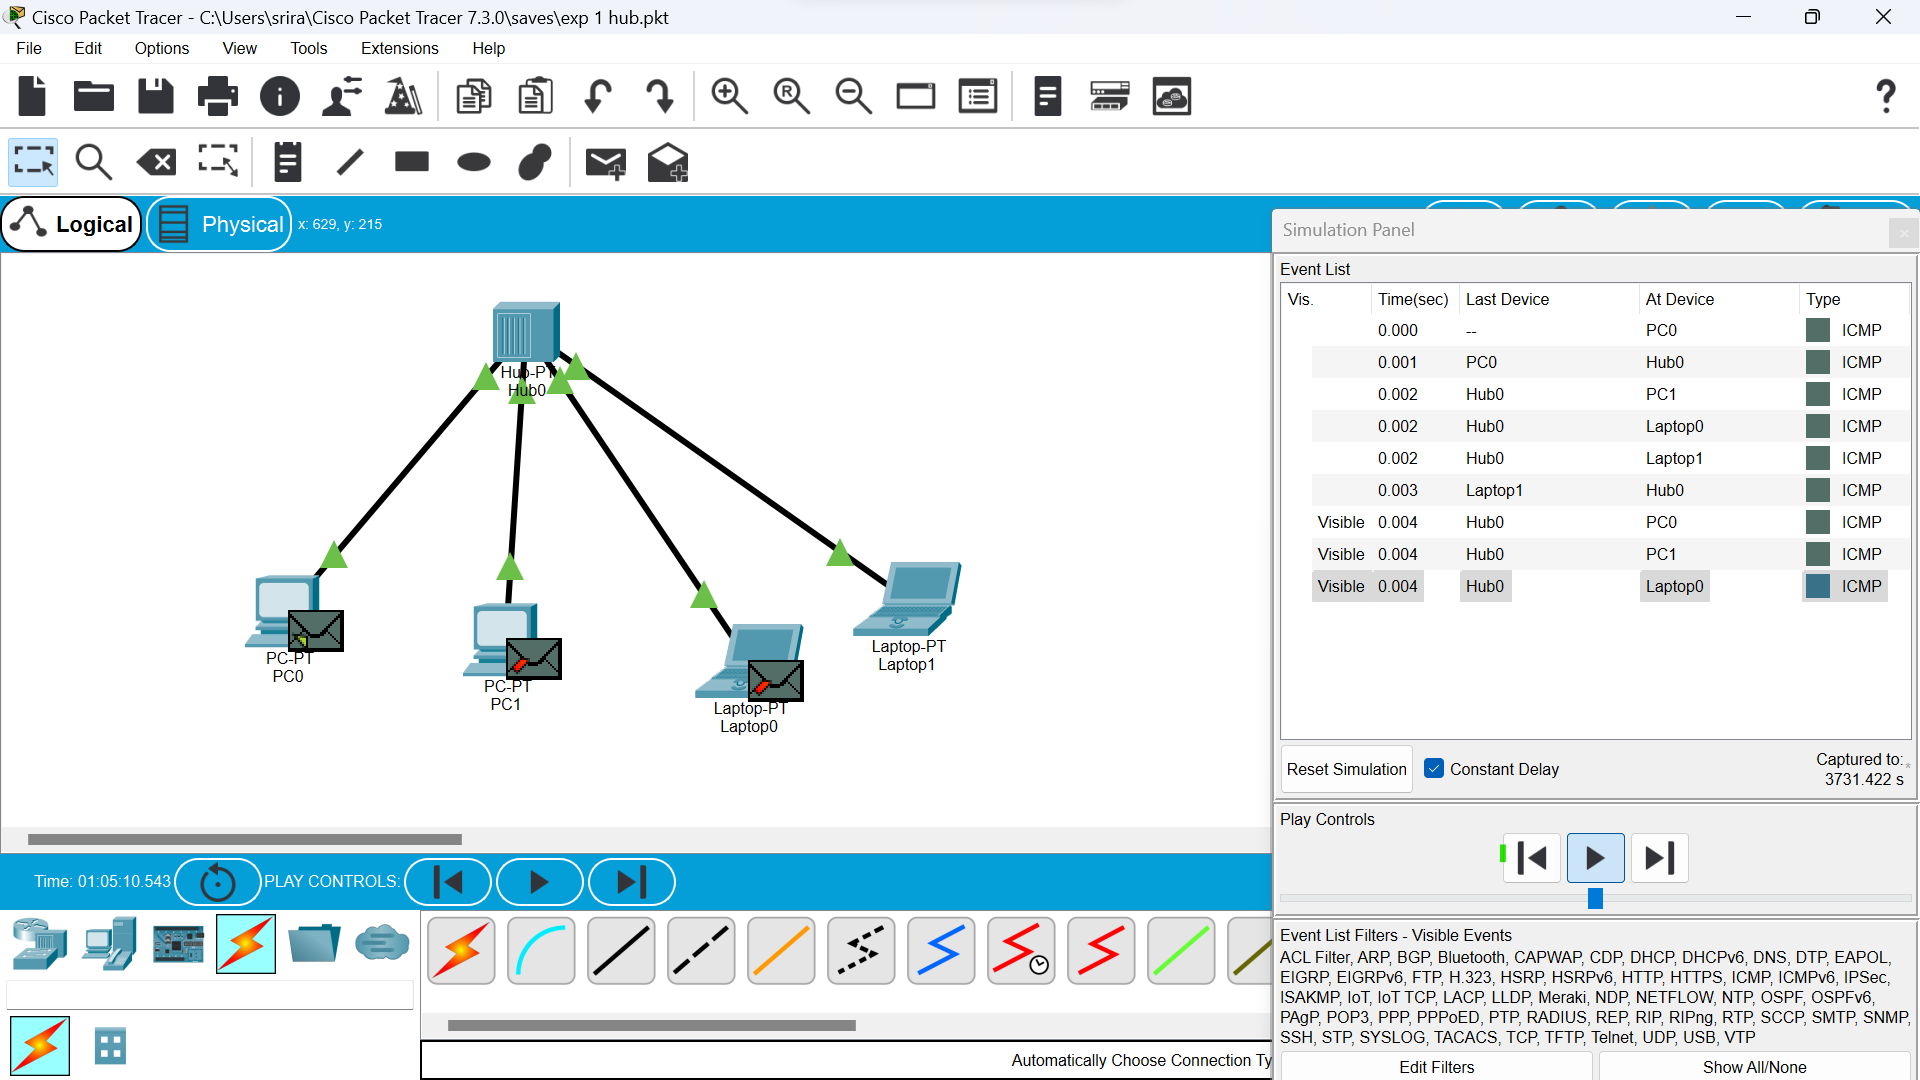 Cisco Packet Tracer - C:\Users\srira\Cisco Packet Tracer 7.3.0\saves\exp 1 hub.pkt
File Edit Options View Tools Extensions Help
Logical Physical x: 629, y: 215
Hub-PT
Hub0
PC-PT
PC0
PC-PT
PC1
Laptop-PT
Laptop0
Laptop-PT
Laptop1
Simulation Panel
Event List
Vis. Time(sec) Last Device At Device Type
0.000 -- PC0 ICMP
0.001 PC0 Hub0 ICMP
0.002 Hub0 PC1 ICMP
0.002 Hub0 Laptop0 ICMP
0.002 Hub0 Laptop1 ICMP
0.003 Laptop1 Hub0 ICMP
Visible 0.004 Hub0 PC0 ICMP
Visible 0.004 Hub0 PC1 ICMP
Visible 0.004 Hub0 Laptop0 ICMP
Reset Simulation Constant Delay Captured to:*
3731.422 s
Play Controls
Time: 01:05:10.543 PLAY CONTROLS:
Event List Filters - Visible Events
ACL Filter, ARP, BGP, Bluetooth, CAPWAP, CDP, DHCP, DHCPv6, DNS, DTP, EAPOL,
EIGRP, EIGRPv6, FTP, H.323, HSRP, HSRPv6, HTTP, HTTPS, ICMP, ICMPv6, IPSec,
ISAKMP, IoT, IoT TCP, LACP, LLDP, Meraki, NDP, NETFLOW, NTP, OSPF, OSPFv6,
PAgP, POP3, PPP, PPPoED, PTP, RADIUS, REP, RIP, RIPng, RTP, SCCP, SMTP, SNMP,
SSH, STP, SYSLOG, TACACS, TCP, TFTP, Telnet, UDP, USB, VTP
Edit Filters Show All/None
Automatically Choose Connection Ty